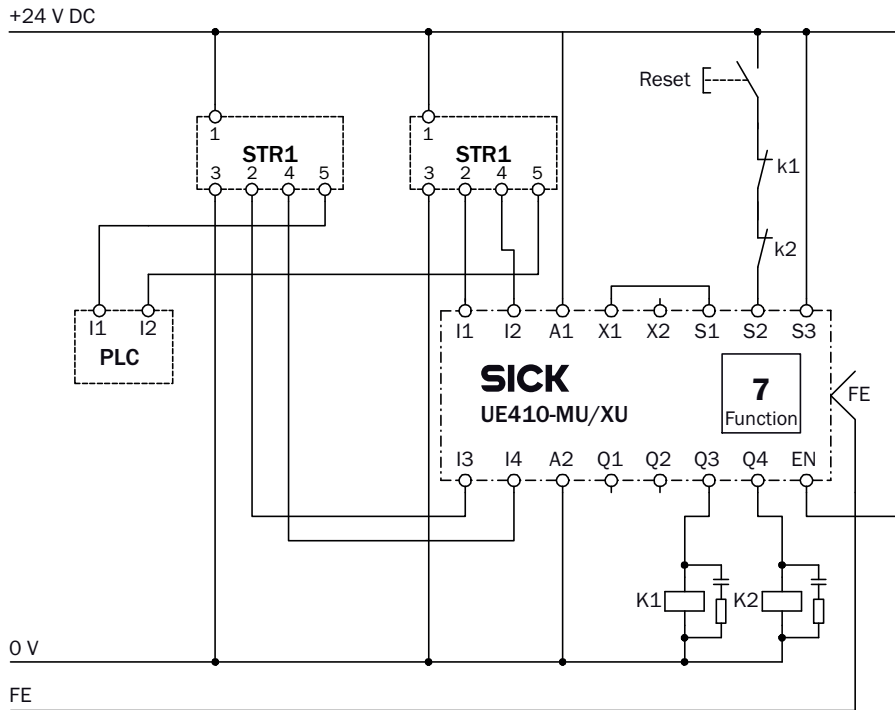 +24 V DC
Reset
1
1
STR1
STR1
3 2 4 5
3 2 4 5
k1
k2
I1 I2
PLC
I1 I2 A1 X1 X2 S1 S2 S3
SICK
UE410-MU/XU
7
Function
FE
I3 I4 A2 Q1 Q2 Q3 Q4 EN
K1
K2
0 V
FE